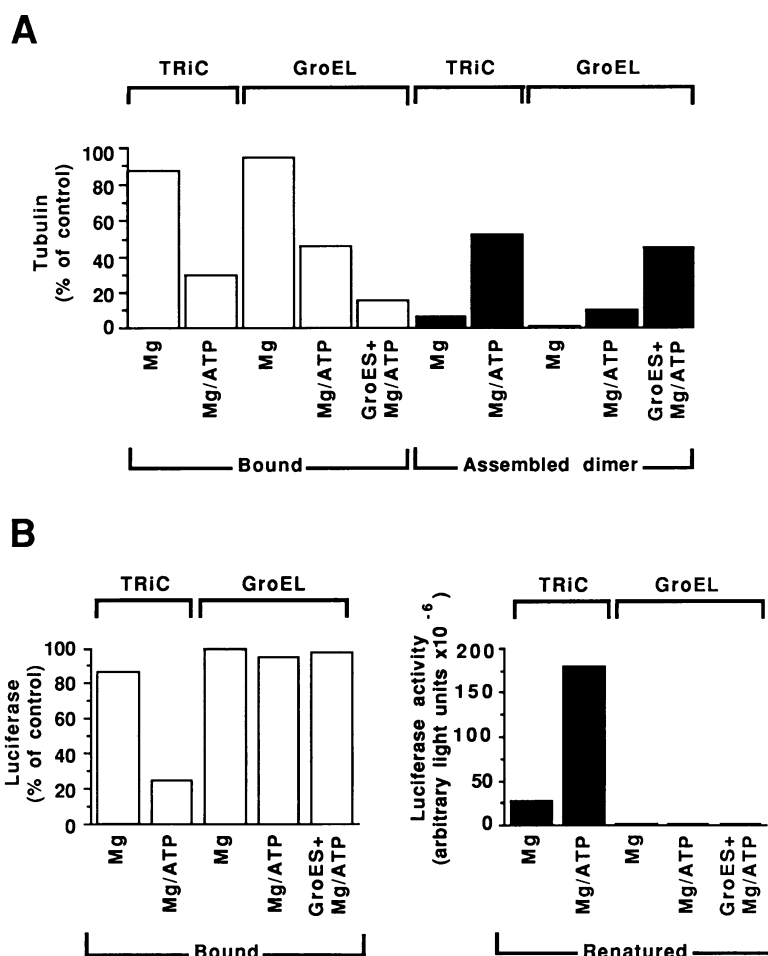 A
TRiC GroEL TRiC GroEL
Tubulin
(% of control)
100
80
60
40
20
0
Mg
Mg/ATP
Mg
Mg/ATP
GroES+
Mg/ATP
Mg
Mg/ATP
Mg
Mg/ATP
GroES+
Mg/ATP
Bound Assembled dimer
B
TRiC GroEL
Luciferase
(% of control)
100
80
60
40
20
0
Mg
Mg/ATP
Mg
Mg/ATP
GroES+
Mg/ATP
Bound
TRiC GroEL
Luciferase activity
(arbitrary light units x10 -6 )
200
150
100
50
0
Mg
Mg/ATP
Mg
Mg/ATP
GroES+
Mg/ATP
Renatured